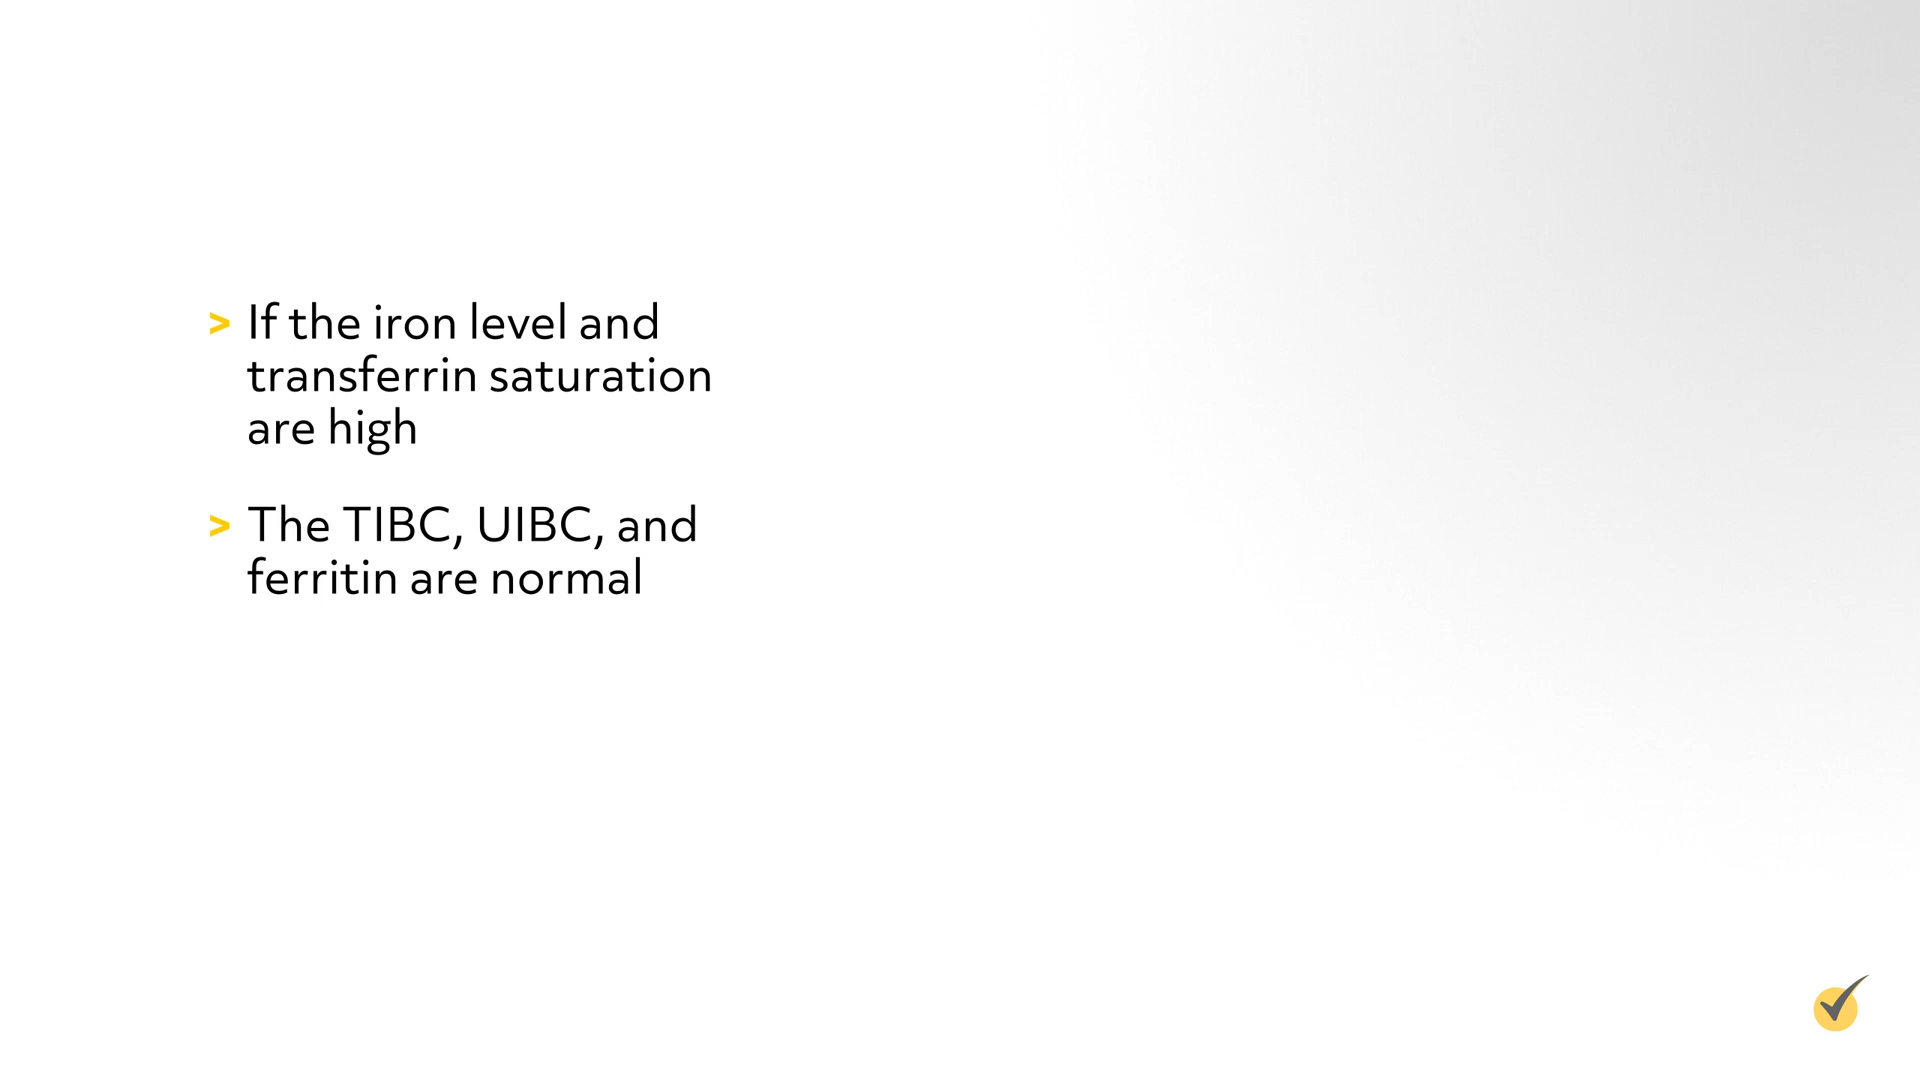 > If the iron level and
transferrin saturation
are high
> The TIBC, UIBC, and
ferritin are normal